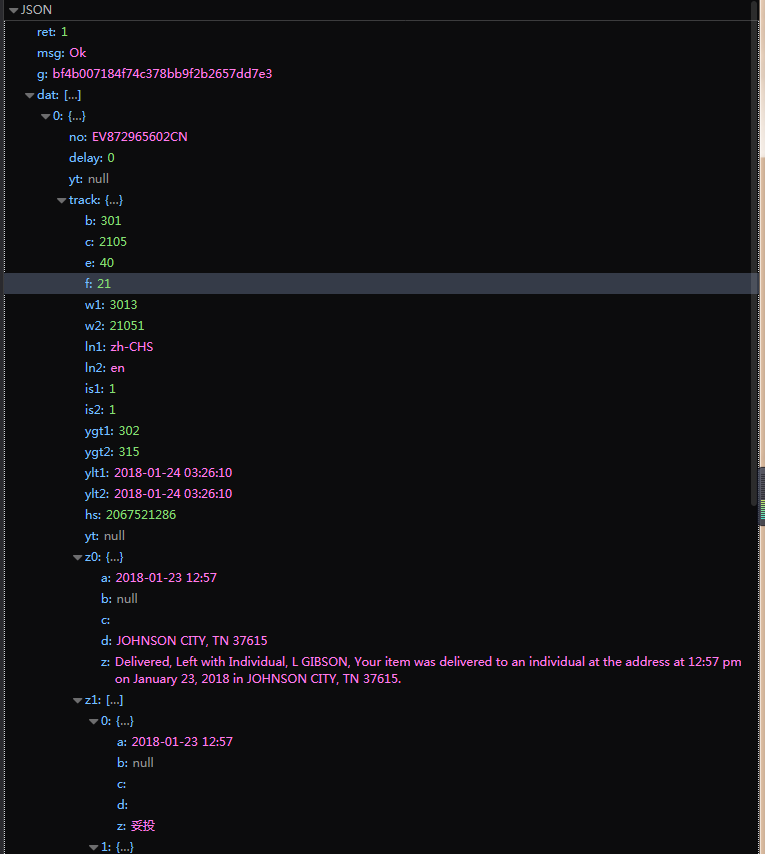 JSON
ret: 1
msg: Ok
g: bf4b007184f74c378bb9f2b2657dd7e3
dat: […]
0: {…}
no: EV872965602CN
delay: 0
yt: null
track: {…}
b: 301
c: 2105
e: 40
f: 21
w1: 3013
w2: 21051
ln1: zh-CHS
ln2: en
is1: 1
is2: 1
ygt1: 302
ygt2: 315
ylt1: 2018-01-24 03:26:10
ylt2: 2018-01-24 03:26:10
hs: 2067521286
yt: null
z0: {…}
a: 2018-01-23 12:57
b: null
c:
d: JOHNSON CITY, TN 37615
z: Delivered, Left with Individual, L GIBSON, Your item was delivered to an individual at the address at 12:57 pm
on January 23, 2018 in JOHNSON CITY, TN 37615.
z1: […]
0: {…}
a: 2018-01-23 12:57
b: null
c:
d:
z: 妥投
1: {…}